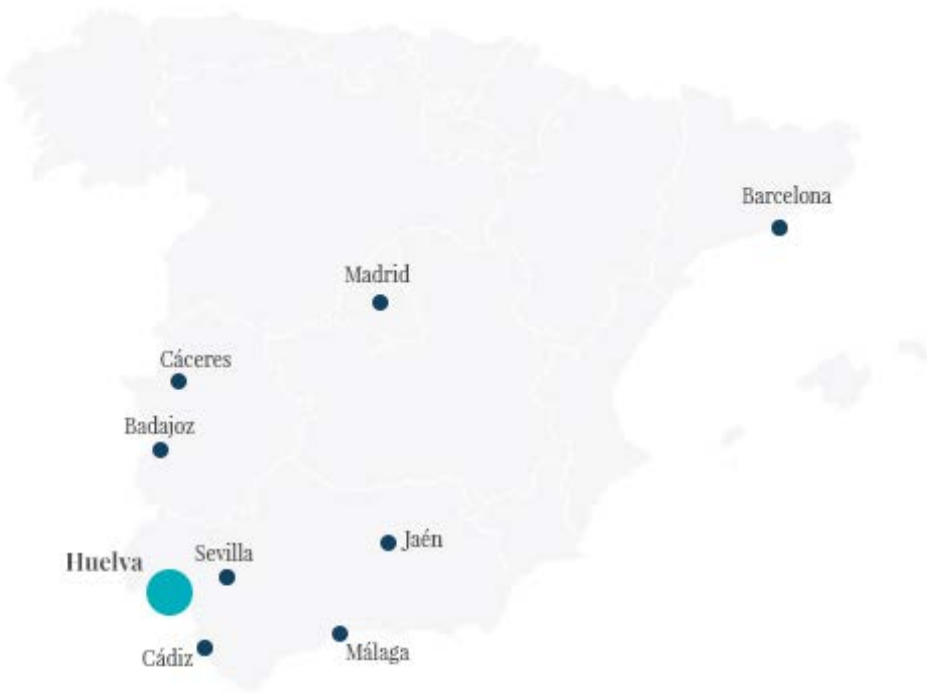 Barcelona
Madrid
Cáceres
Badajoz
Jaén
Sevilla
Huelva
Málaga
Cádiz